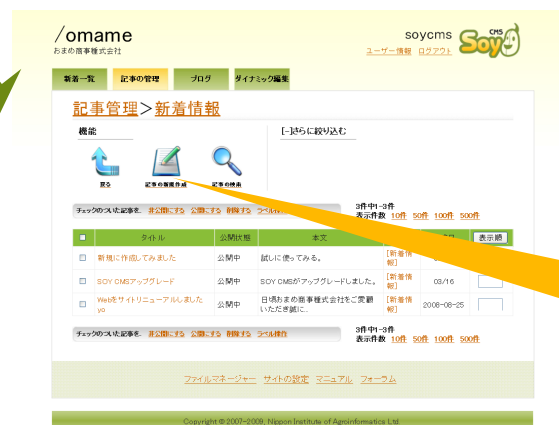 /omame
おまめ商事種式会社
soycms
ユーザー情報 ログアウト
CMS
Soy
新着一覧 記事の管理 ブログ ダイナミック編集
記事管理>新着情報
機能
[-]さらに絞り込む
戻る 記事の新規作成 記事の検索
チェックのついた記事を. 非公開にする 公開にする 削除する ラベル操作
3件中1-3件
表示件数 10件 50件 100件 500件
タイトル 公開状態 本文 表示順
新規に作成してみました 公開中 試しに使ってみる。 [新着情報]
SOY CMSアップグレード 公開中 SOY CMSがアップグレードしました。 [新着情報] 03/16
Webをサイトリニューアルしました
yo 公開中 日頃おまめ商事種式会社をご愛顧
いただき誠に.. [新着情報] 2008-08-25
チェックのついた記事を. 非公開にする 公開にする 削除する ラベル操作
3件中1-3件
表示件数 10件 50件 100件 500件
ファイルマネージャー サイトの設定 マニュアル フォーラム
Copyright © 2007-2009, Nippon Institute of Agroinformatics Ltd.